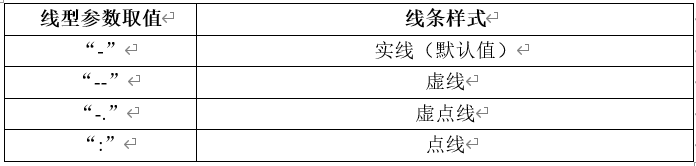 线型参数取值 线条样式
“-” 实线（默认值）
“--” 虚线
“-.” 虚点线
“:” 点线